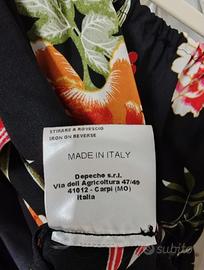 STIRARE A ROVESCIO
IRON ON REVERSE
MADE IN ITALY
Depeche s.r.l.
Via dell Agricoltura 47/49
41012 - Carpi (MO)
Italia
subito